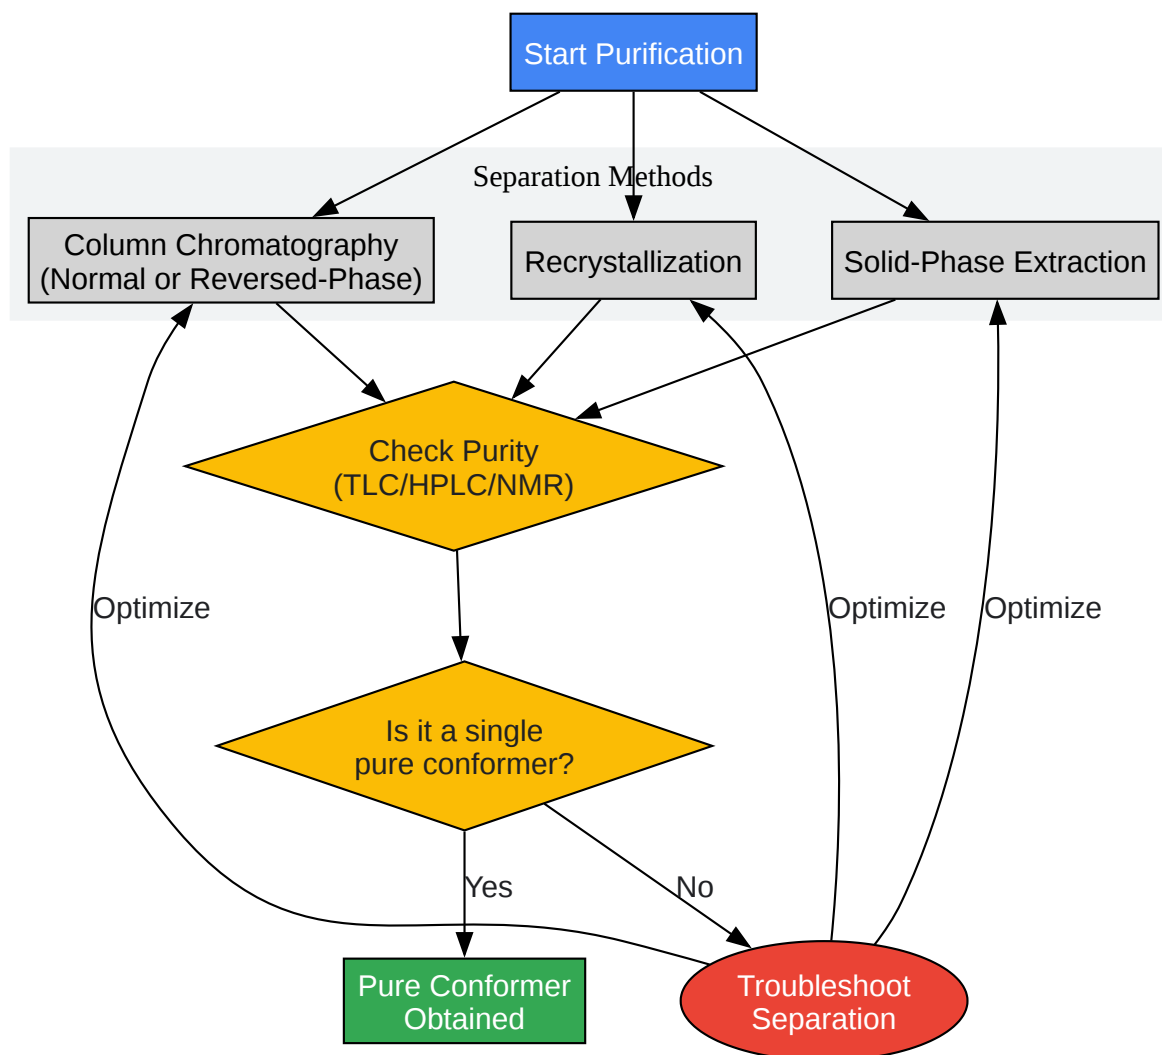 Start Purification
Separation Methods
Column Chromatography
(Normal or Reversed-Phase)
Recrystallization
Solid-Phase Extraction
Check Purity
(TLC/HPLC/NMR)
Optimize
Optimize
Optimize
Is it a single
pure conformer?
Yes
No
Pure Conformer
Obtained
Troubleshoot
Separation